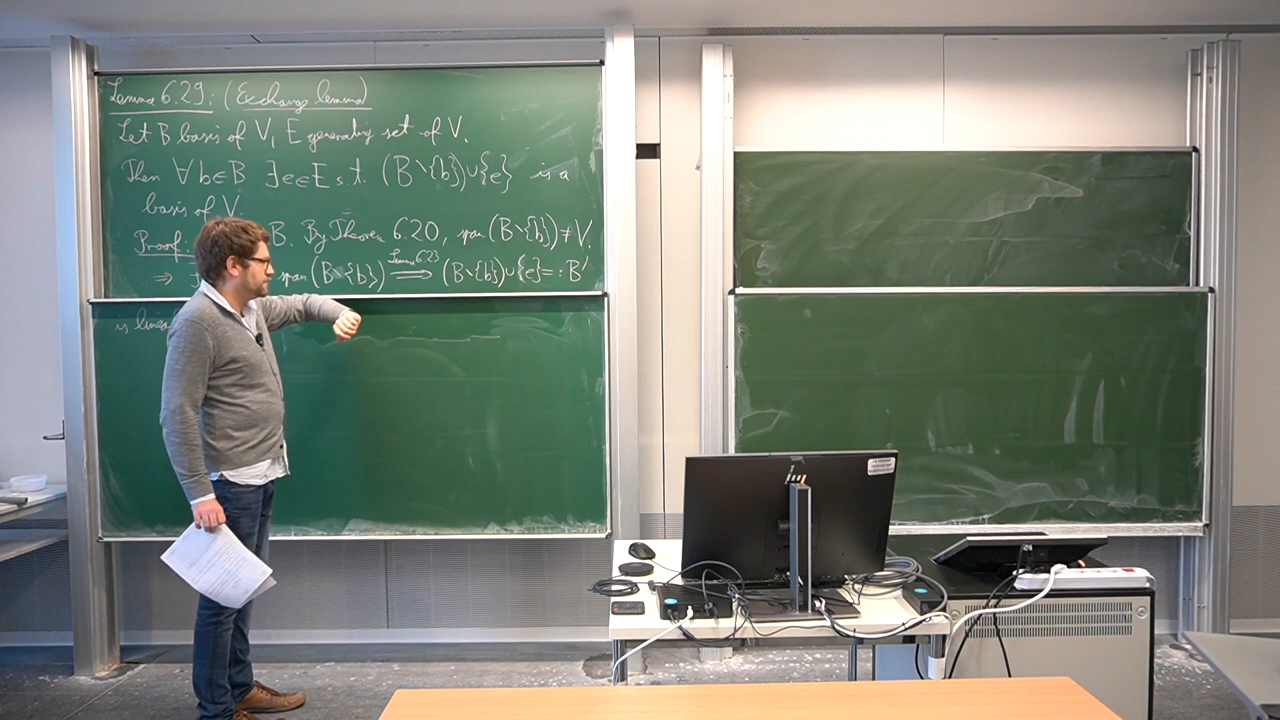 Lemma 6.29: (Exchange lemma)
Let B basis of V, E generating set of V.
Then ∀ b∈B ∃ e∈E s.t. (B∖{b})∪{e} is a
basis of V.
Proof. B. By Theorem 6.20, span(B∖{b})≠V.
⇒ span(B∖{b}) ⟹ (B∖{b})∪{e}=:B'
Lemma 6.23
is linea